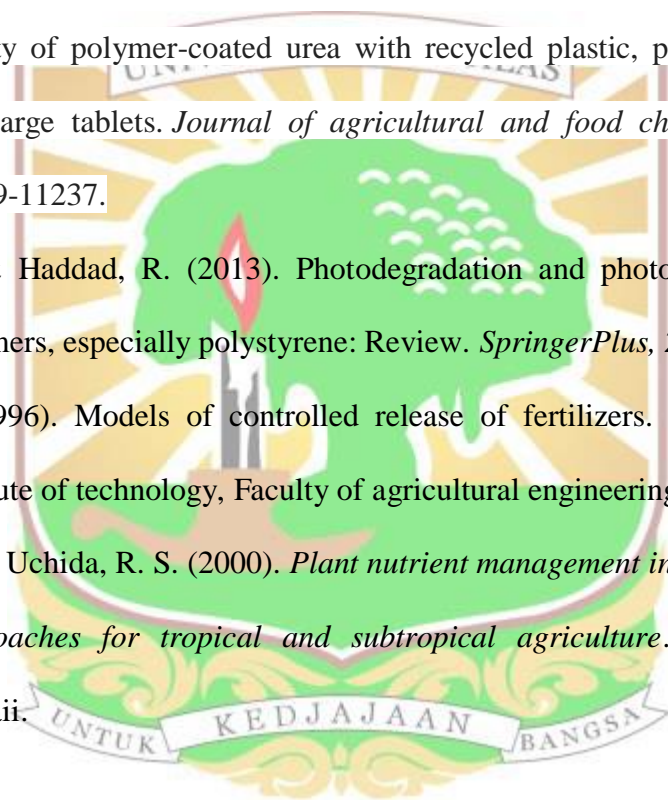 ty of polymer-coated urea with recycled plastic, p
UNI AS
arge tablets. Journal of agricultural and food ch
9-11237.
Haddad, R. (2013). Photodegradation and photo
ners, especially polystyrene: Review. SpringerPlus,
996). Models of controlled release of fertilizers.
ute of technology, Faculty of agricultural engineering
Uchida, R. S. (2000). Plant nutrient management in
oaches for tropical and subtropical agriculture.
ii.
UNTUK KEDJAJAAN BANGSA